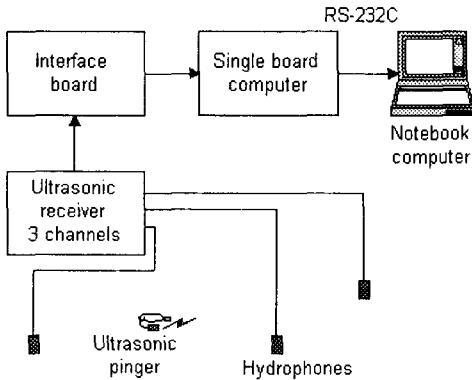 RS-232C
Interface
board
Single board
computer
Notebook
computer
Ultrasonic
receiver
3 channels
Ultrasonic
pinger
Hydrophones